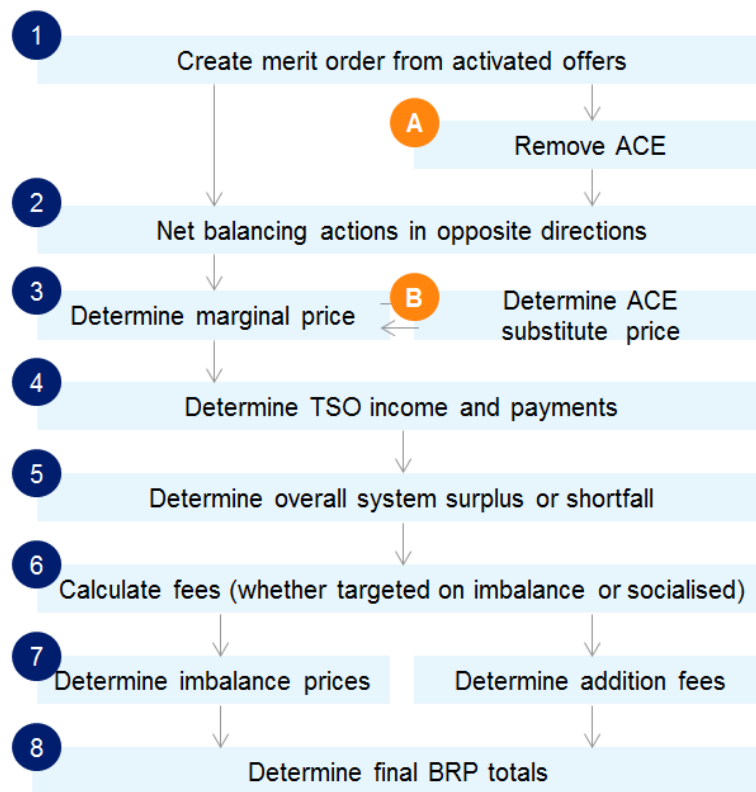 1
Create merit order from activated offers
A
Remove ACE
2
Net balancing actions in opposite directions
3
Determine marginal price
B
Determine ACE
substitute price
4
Determine TSO income and payments
5
Determine overall system surplus or shortfall
6
Calculate fees (whether targeted on imbalance or socialised)
7
Determine imbalance prices
Determine addition fees
8
Determine final BRP totals